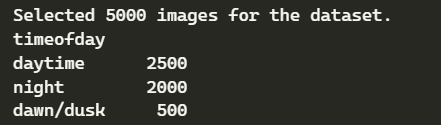 Selected 5000 images for the dataset.
timeofday
daytime 2500
night 2000
dawn/dusk 500